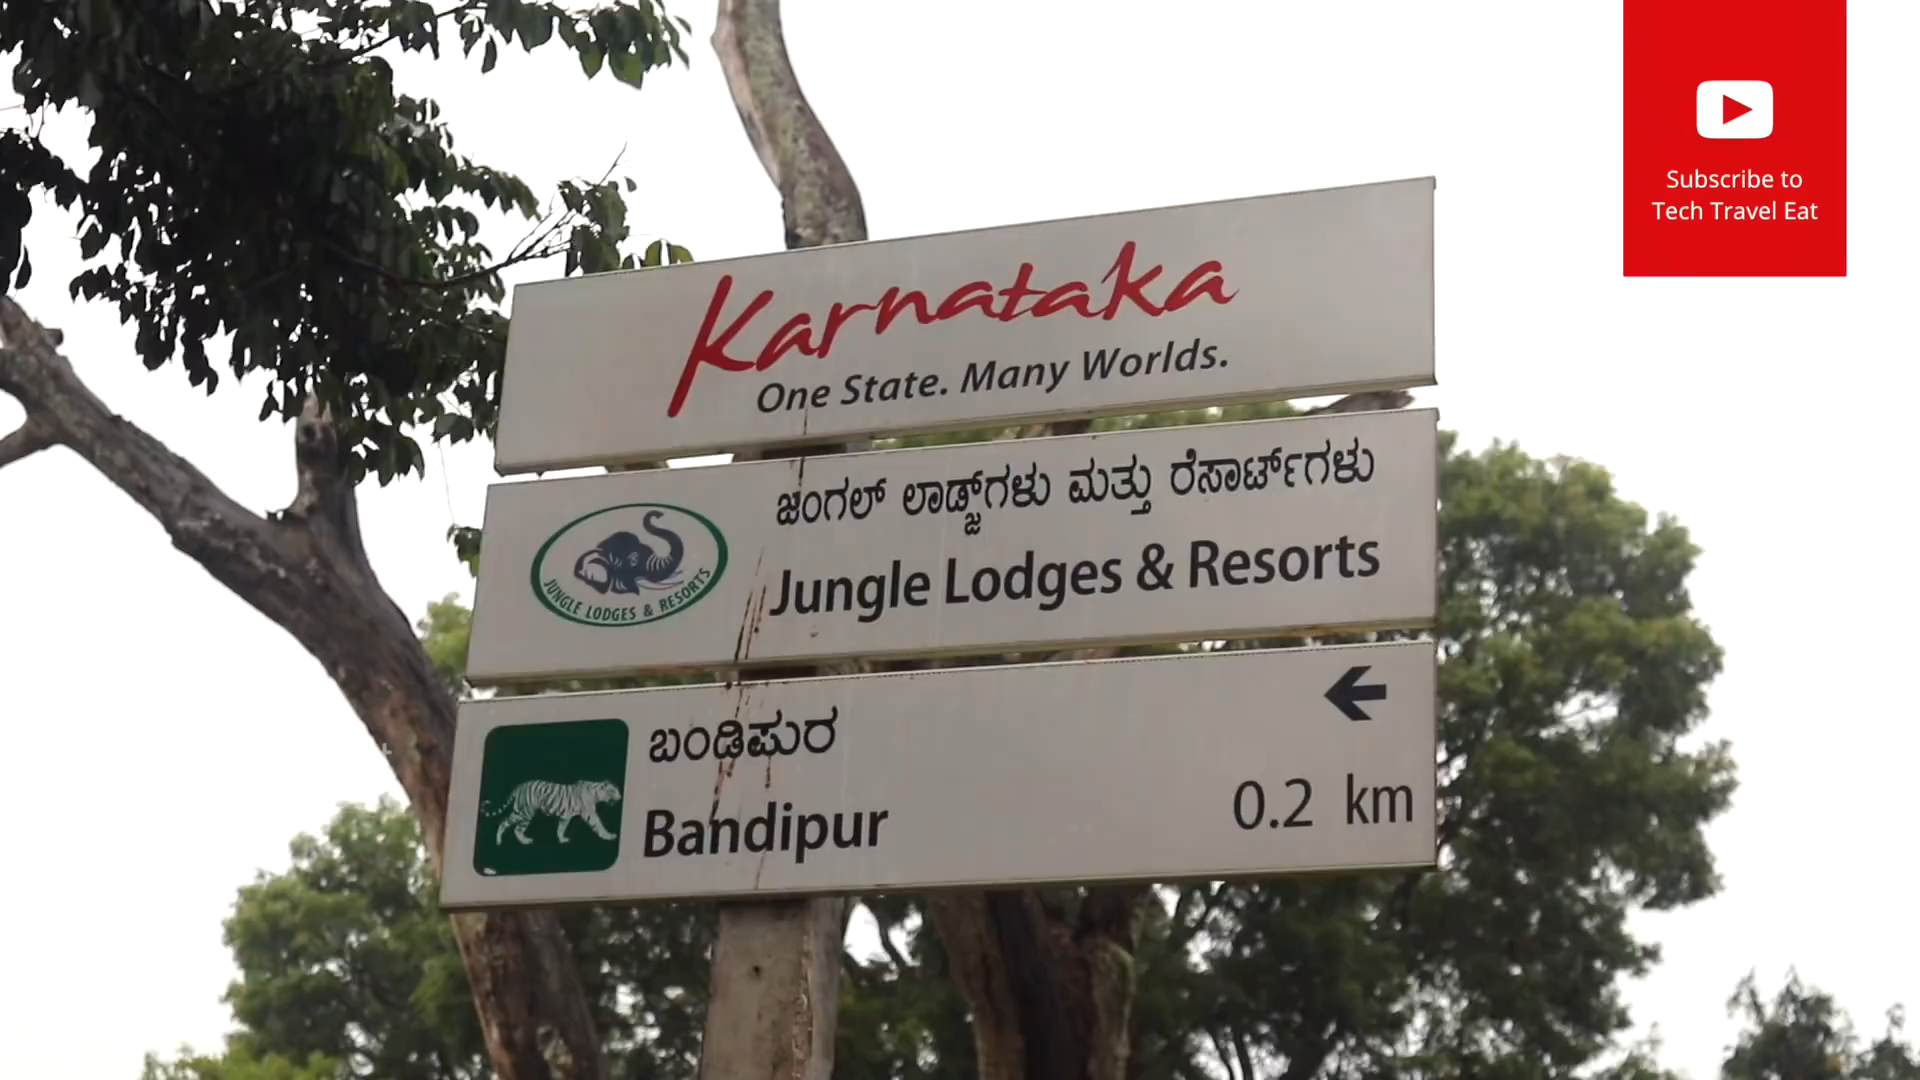 Subscribe to
Tech Travel Eat
Karnataka
One State. Many Worlds.
ಜಂಗಲ್ ಲಾಡ್ಜ್‌ಗಳು ಮತ್ತು ರೆಸಾರ್ಟ್‌ಗಳು
Jungle Lodges & Resorts
JUNGLE LODGES & RESORTS
ಬಂಡಿಪುರ
Bandipur
0.2 km